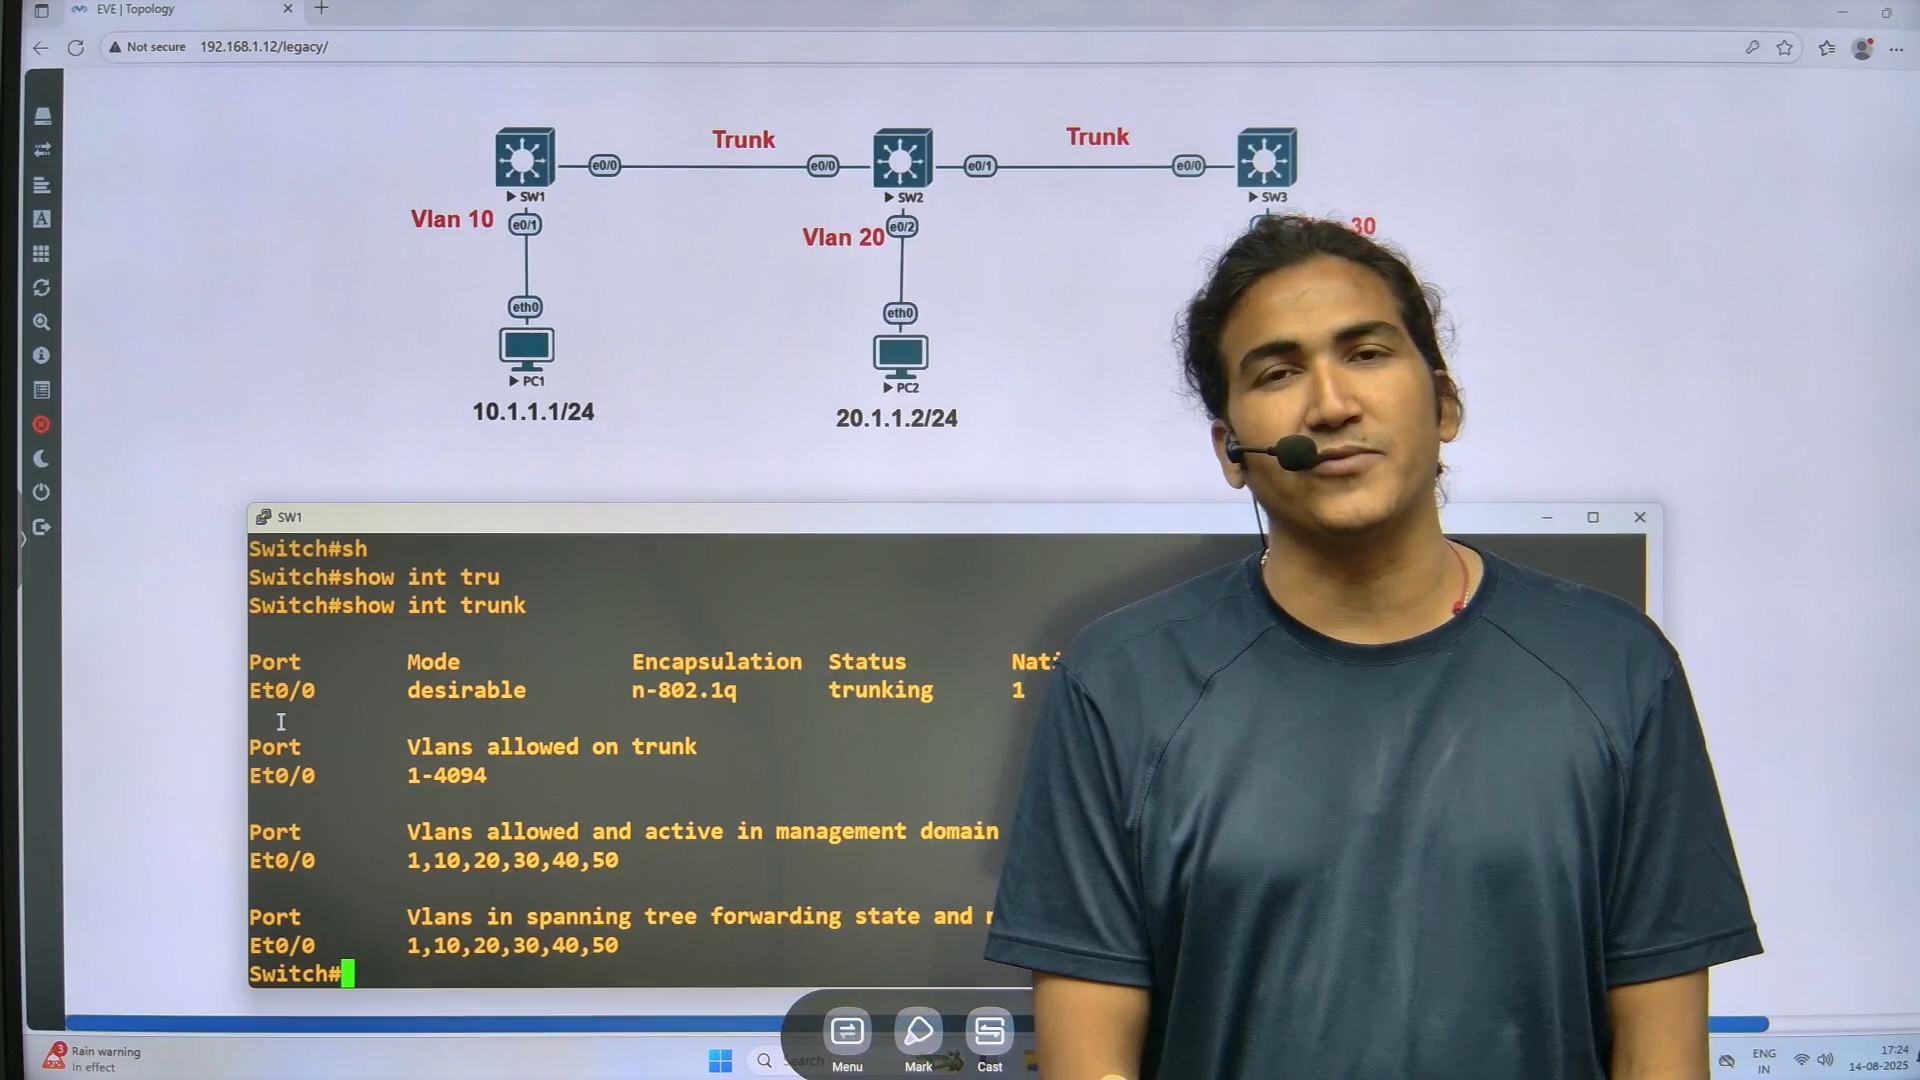 EVE | Topology
Not secure 192.168.1.12/legacy/
Trunk
Trunk
e0/0
e0/0
e0/1
e0/0
SW1
SW2
SW3
Vlan 10
e0/1
Vlan 20
e0/2
30
eth0
eth0
PC1
PC2
10.1.1.1/24
20.1.1.2/24
SW1
Switch#sh
Switch#show int tru
Switch#show int trunk
Port Mode Encapsulation Status Nati
Et0/0 desirable n-802.1q trunking 1
Port Vlans allowed on trunk
Et0/0 1-4094
Port Vlans allowed and active in management domain
Et0/0 1,10,20,30,40,50
Port Vlans in spanning tree forwarding state and
Et0/0 1,10,20,30,40,50
Switch#
3
Rain warning
In effect
Search
Menu
Mark
Cast
ENG
IN
17:24
14-08-2025